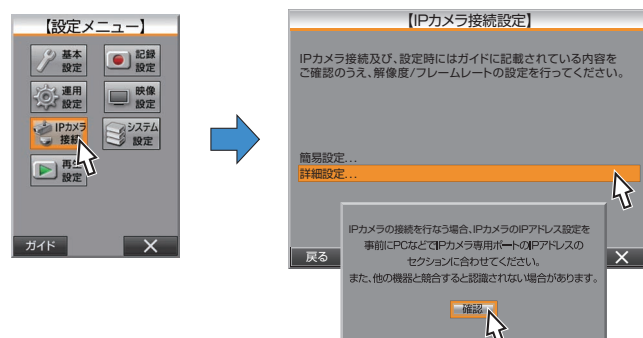 【設定メニュー】
基本
設定
記録
設定
運用
設定
映像
設定
IPカメラ
接続
システム
設定
再生
設定
ガイド
【IPカメラ接続設定】
IPカメラ接続及び、設定時にはガイドに記載されている内容を
ご確認のうえ、解像度/フレームレートの設定を行ってください。
簡易設定...
詳細設定...
IPカメラの接続を行なう場合、IPカメラのIPアドレス設定を
事前にPCなどでIPカメラ専用ポートのIPアドレスの
セクションに合わせてください。
また、他の機器と競合すると認識されない場合があります。
確認
戻る